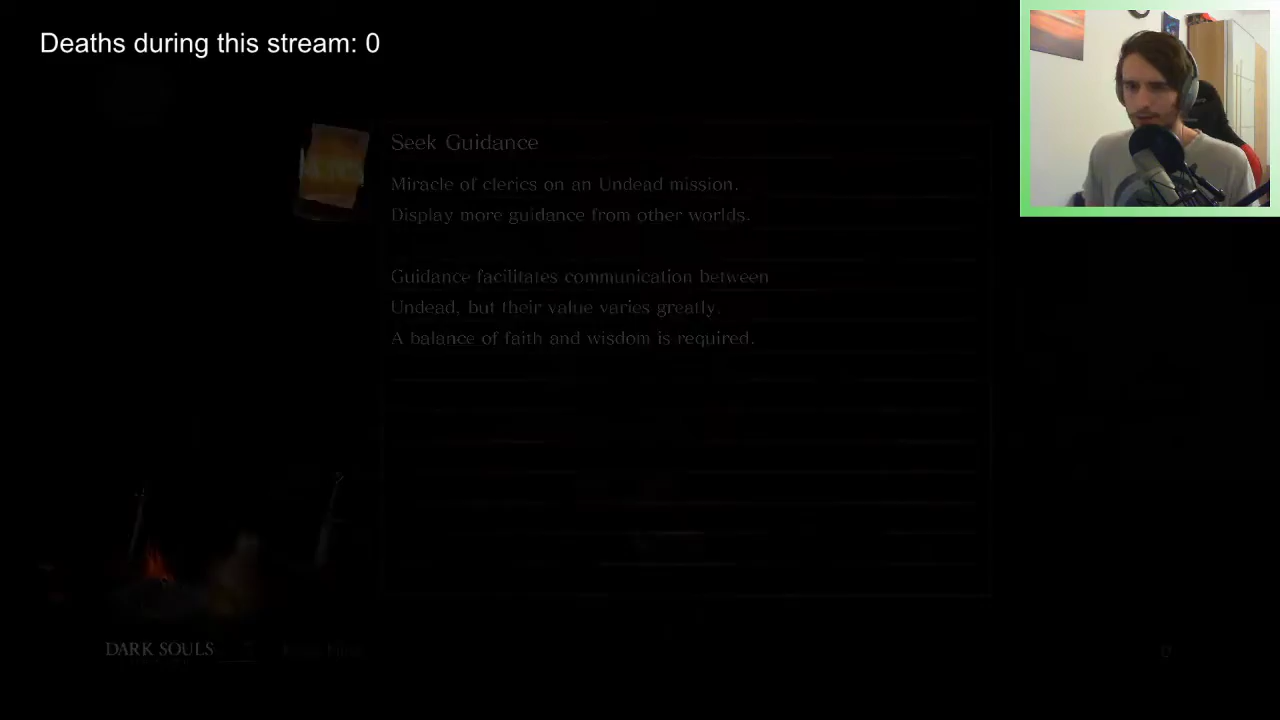 Deaths during this stream: 0
Seek Guidance
Miracle of clerics on an Undead mission.
Display more guidance from other worlds.
Guidance facilitates communication between
Undead, but their value varies greatly.
A balance of faith and wisdom is required.
DARK SOULS